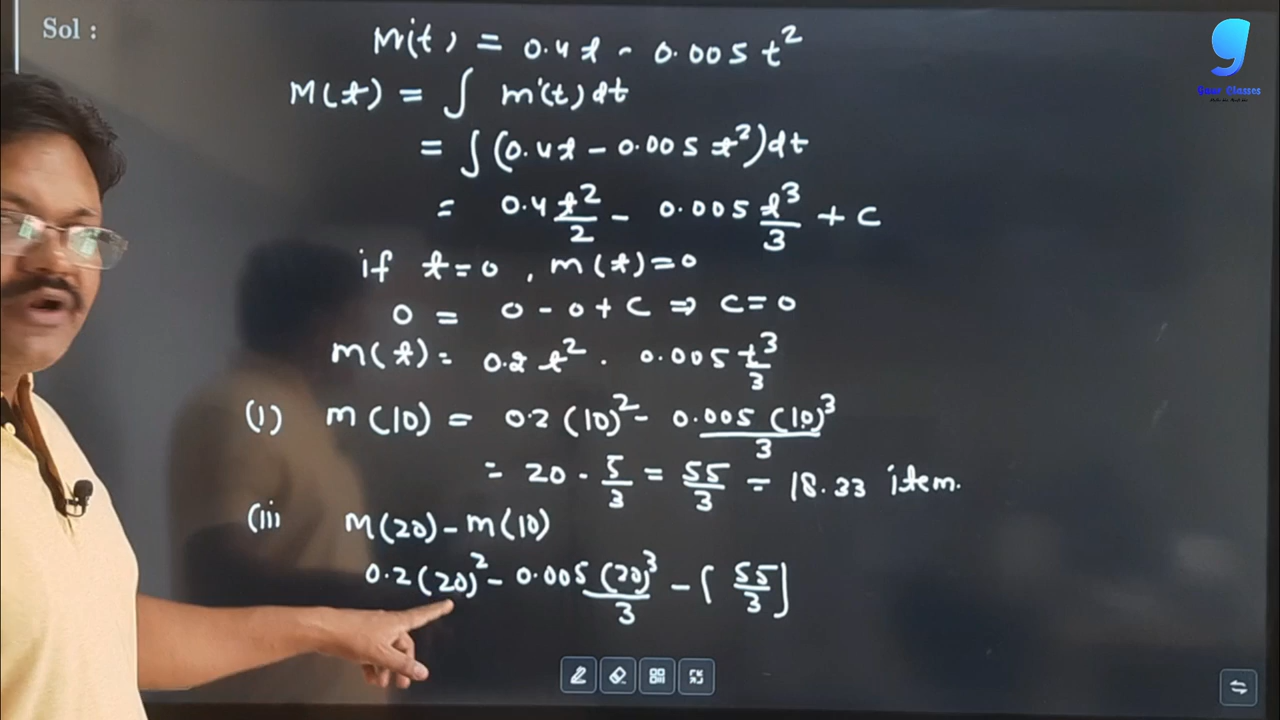 Sol :
M'(t) = 0.4t - 0.005 t²
M(t) = ∫ m'(t) dt
= ∫ (0.4t - 0.005 t²) dt
= 0.4 t²/2 - 0.005 t³/3 + c
if t=0 , m(t)=0
0 = 0 - 0 + c ⇒ c=0
m(t) = 0.2 t² - 0.005 t³/3
(i) m(10) = 0.2 (10)² - 0.005 (10)³/3
= 20 - 5/3 = 55/3 = 18.33 item.
(ii) M(20) - m(10)
0.2 (20)² - 0.005 (20)³/3 - [55/3]
g
Gaur Classes